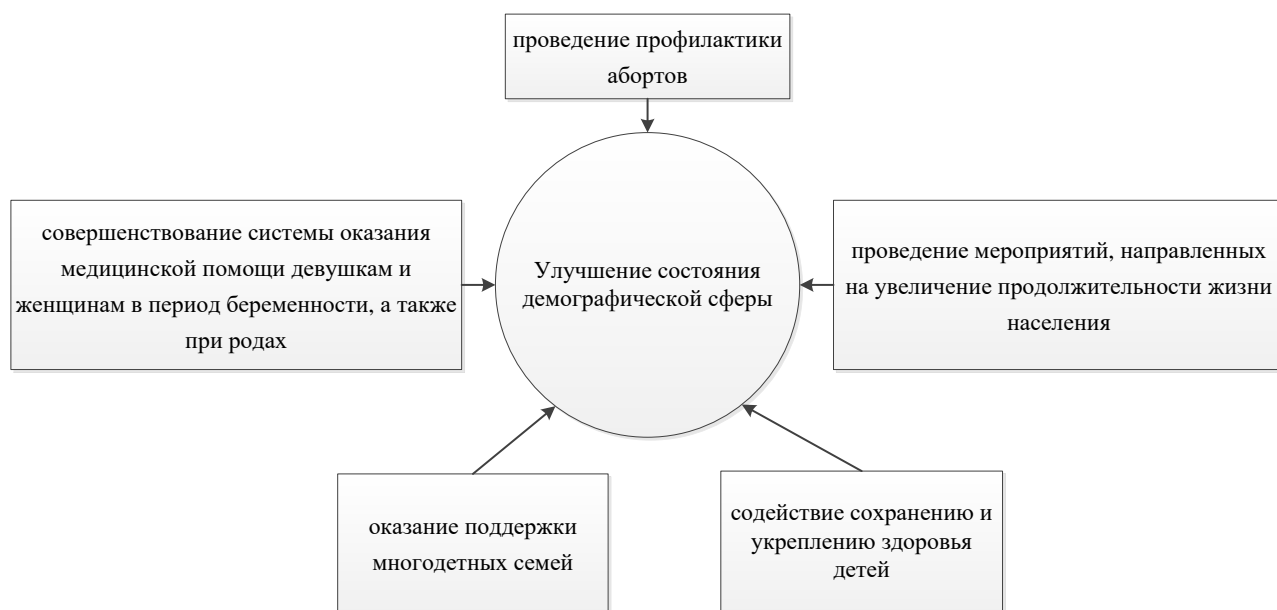 проведение профилактики
абортов
совершенствование системы оказания
медицинской помощи девушкам и
женщинам в период беременности, а также
при родах
Улучшение состояния
демографической сферы
проведение мероприятий, направленных
на увеличение продолжительности жизни
населения
оказание поддержки
многодетных семей
содействие сохранению и
укреплению здоровья
детей